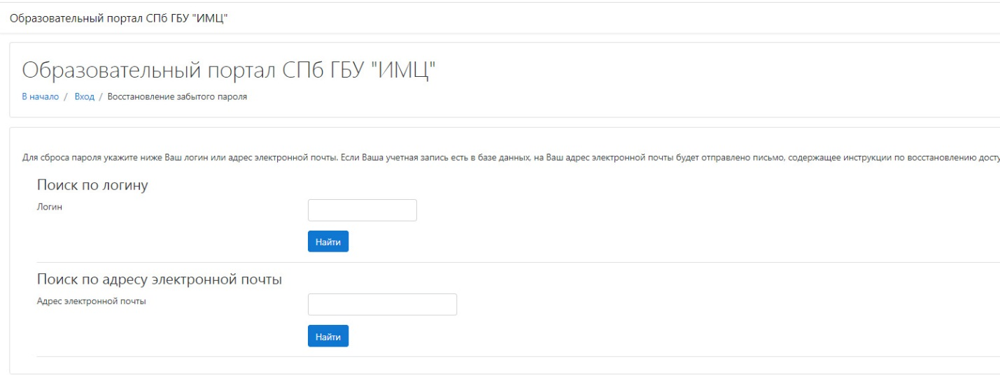 Образовательный портал СПб ГБУ "ИМЦ"
Образовательный портал СПб ГБУ "ИМЦ"
В начало / Вход / Восстановление забытого пароля
Для сброса пароля укажите ниже Ваш логин или адрес электронной почты. Если Ваша учетная запись есть в базе данных, на Ваш адрес электронной почты будет отправлено письмо, содержащее инструкции по восстановлению досту
Поиск по логину
Логин
Найти
Поиск по адресу электронной почты
Адрес электронной почты
Найти